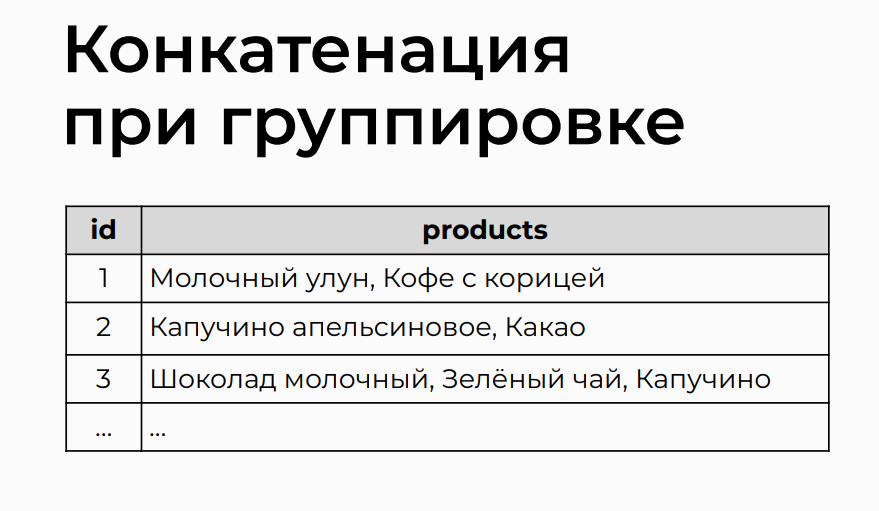 Конкатенация
при группировке
id products
1 Молочный улун, Кофе с корицей
2 Капучино апельсиновое, Какао
3 Шоколад молочный, Зелёный чай, Капучино
... ...